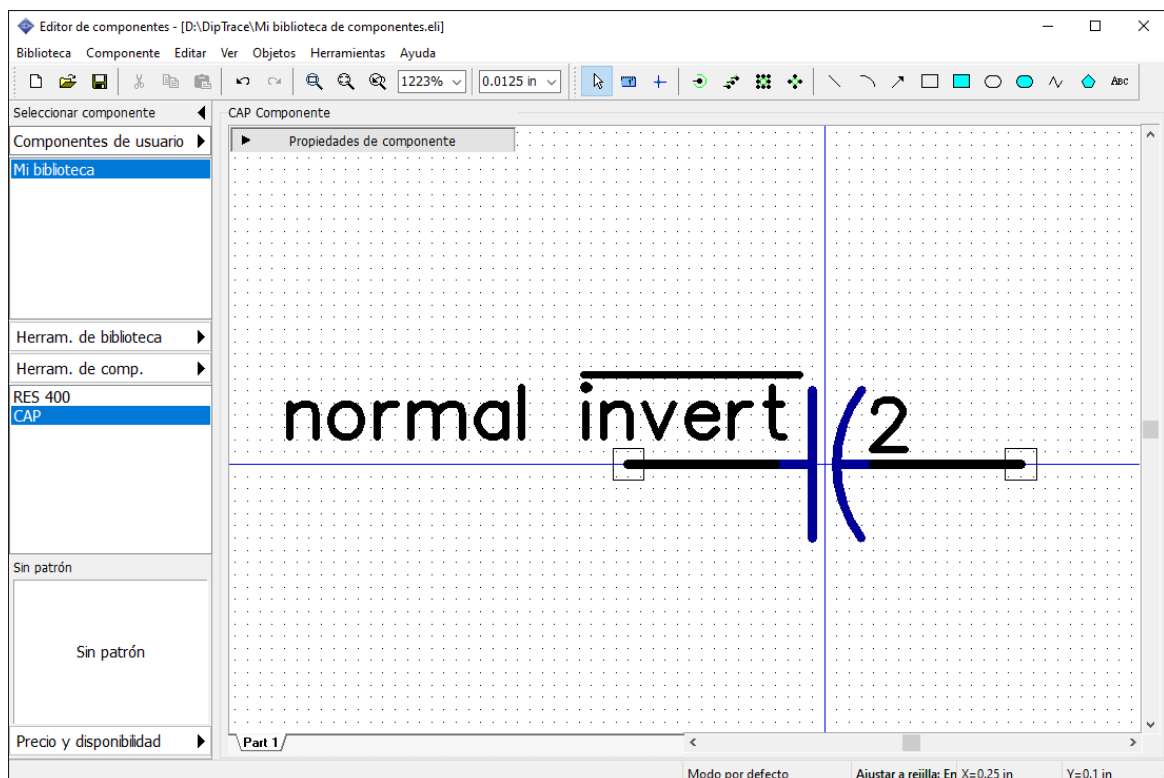 Editor de componentes - [D:\DipTrace\Mi biblioteca de componentes.eli]
Biblioteca Componente Editar Ver Objetos Herramientas Ayuda
1223% 0.0125 in ABC
Seleccionar componente
CAP Componente
Componentes de usuario
Propiedades de componente
Mi biblioteca
Herram. de biblioteca
Herram. de comp.
RES 400
CAP
normal invert 2
Sin patrón
Sin patrón
Precio y disponibilidad
Part 1
Modo por defecto Ajustar a rejilla: En X=0.25 in Y=0.1 in